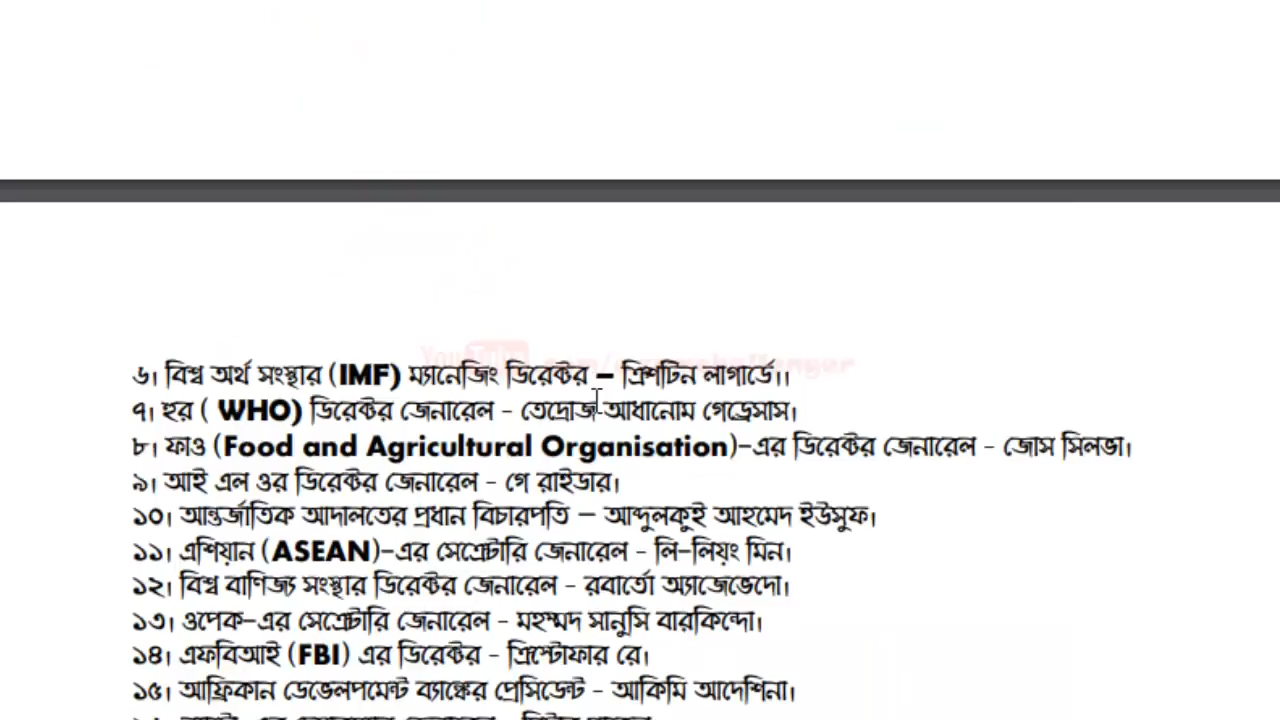 ৬। বিশ্ব অর্থ সংস্থার (IMF) ম্যানেজিং ডিরেক্টর – ক্রিশটিন লাগার্ডে।।
৭। হুর ( WHO) ডিরেক্টর জেনারেল - তেদ্রোজ আধানোম গেব্রেসাস।
৮। ফাও (Food and Agricultural Organisation)-এর ডিরেক্টর জেনারেল - জোস সিলভা।
৯। আই এল ওর ডিরেক্টর জেনারেল - গে রাইডার।
১০। আন্তর্জাতিক আদালতের প্রধান বিচারপতি – আব্দুলকুই আহমেদ ইউসুফ।
১১। এশিয়ান (ASEAN)-এর সেক্রেটারি জেনারেল - লি-লিয়ং মিন।
১২। বিশ্ব বাণিজ্য সংস্থার ডিরেক্টর জেনারেল - রবার্তো অ্যাজেভেদো।
১৩। ওপেক-এর সেক্রেটারি জেনারেল - মহম্মদ সানুসি বারকিন্দো।
১৪। এফবিআই (FBI) এর ডিরেক্টর - ক্রিস্টোফার রে।
১৫। আফ্রিকান ডেভেলপমেন্ট ব্যাঙ্কের প্রেসিডেন্ট - আকিমি আদেশিনা।